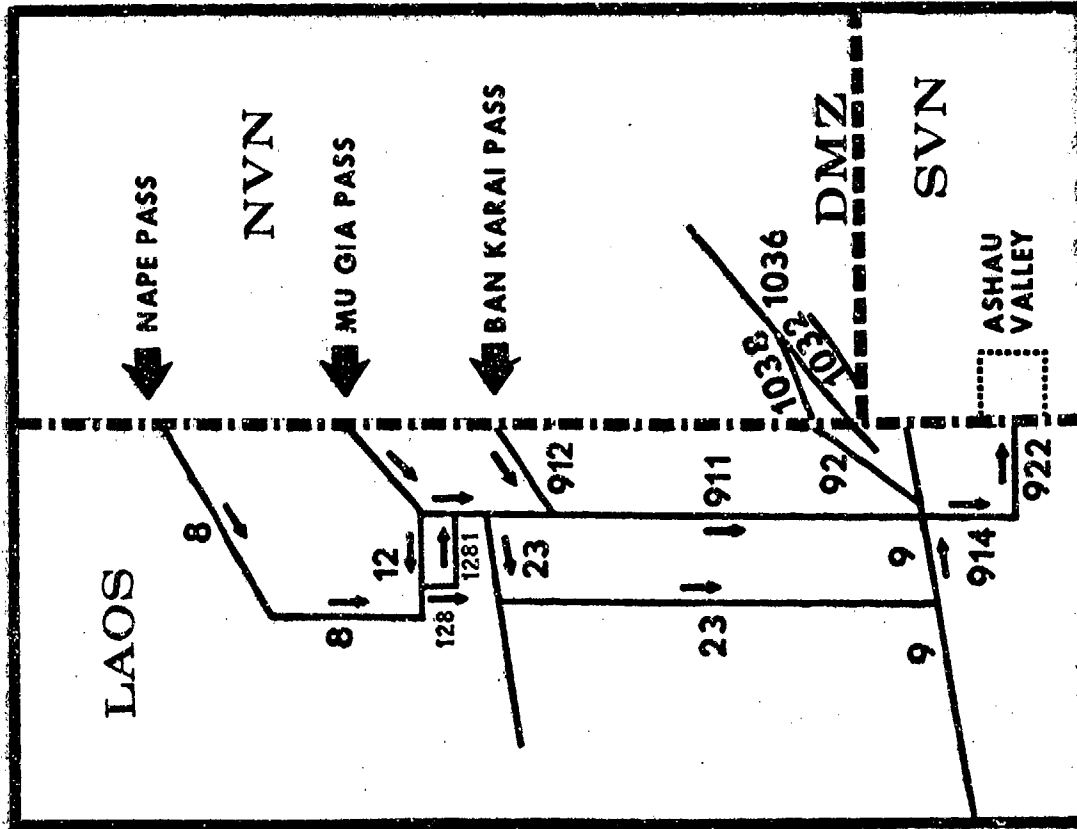 NAPE PASS
NVN
MU GIA PASS
BAN KARAI PASS
LAOS
8
8
12
128
1281
23
912
23
911
1038
1036
1032
92
DMZ
SVN
9
9
914
922
ASHAU
VALLEY